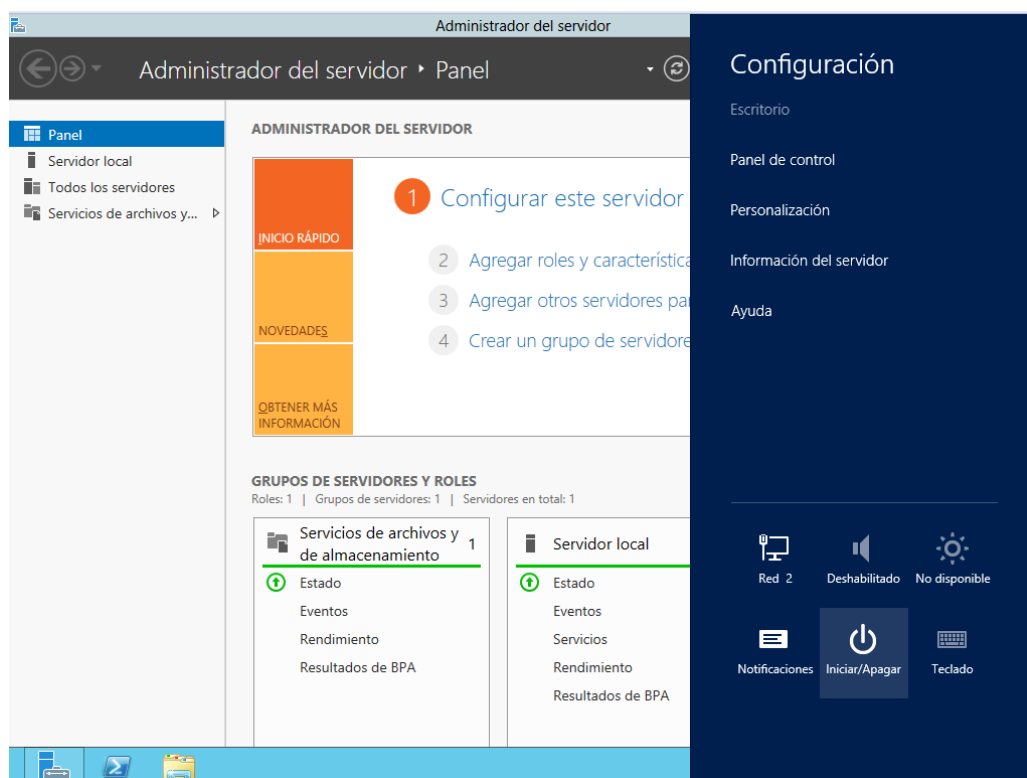 Administrador del servidor
Administrador del servidor ‣ Panel
Panel
Servidor local
Todos los servidores
Servicios de archivos y...
ADMINISTRADOR DEL SERVIDOR
INICIO RÁPIDO
NOVEDADES
OBTENER MÁS
INFORMACIÓN
1 Configurar este servidor
2 Agregar roles y característica
3 Agregar otros servidores pa
4 Crear un grupo de servidore
GRUPOS DE SERVIDORES Y ROLES
Roles: 1 | Grupos de servidores: 1 | Servidores en total: 1
Servicios de archivos y
de almacenamiento
1
Estado
Eventos
Rendimiento
Resultados de BPA
Servidor local
Estado
Eventos
Servicios
Rendimiento
Resultados de BPA
Configuración
Escritorio
Panel de control
Personalización
Información del servidor
Ayuda
Red 2
Deshabilitado
No disponible
Notificaciones
Iniciar/Apagar
Teclado